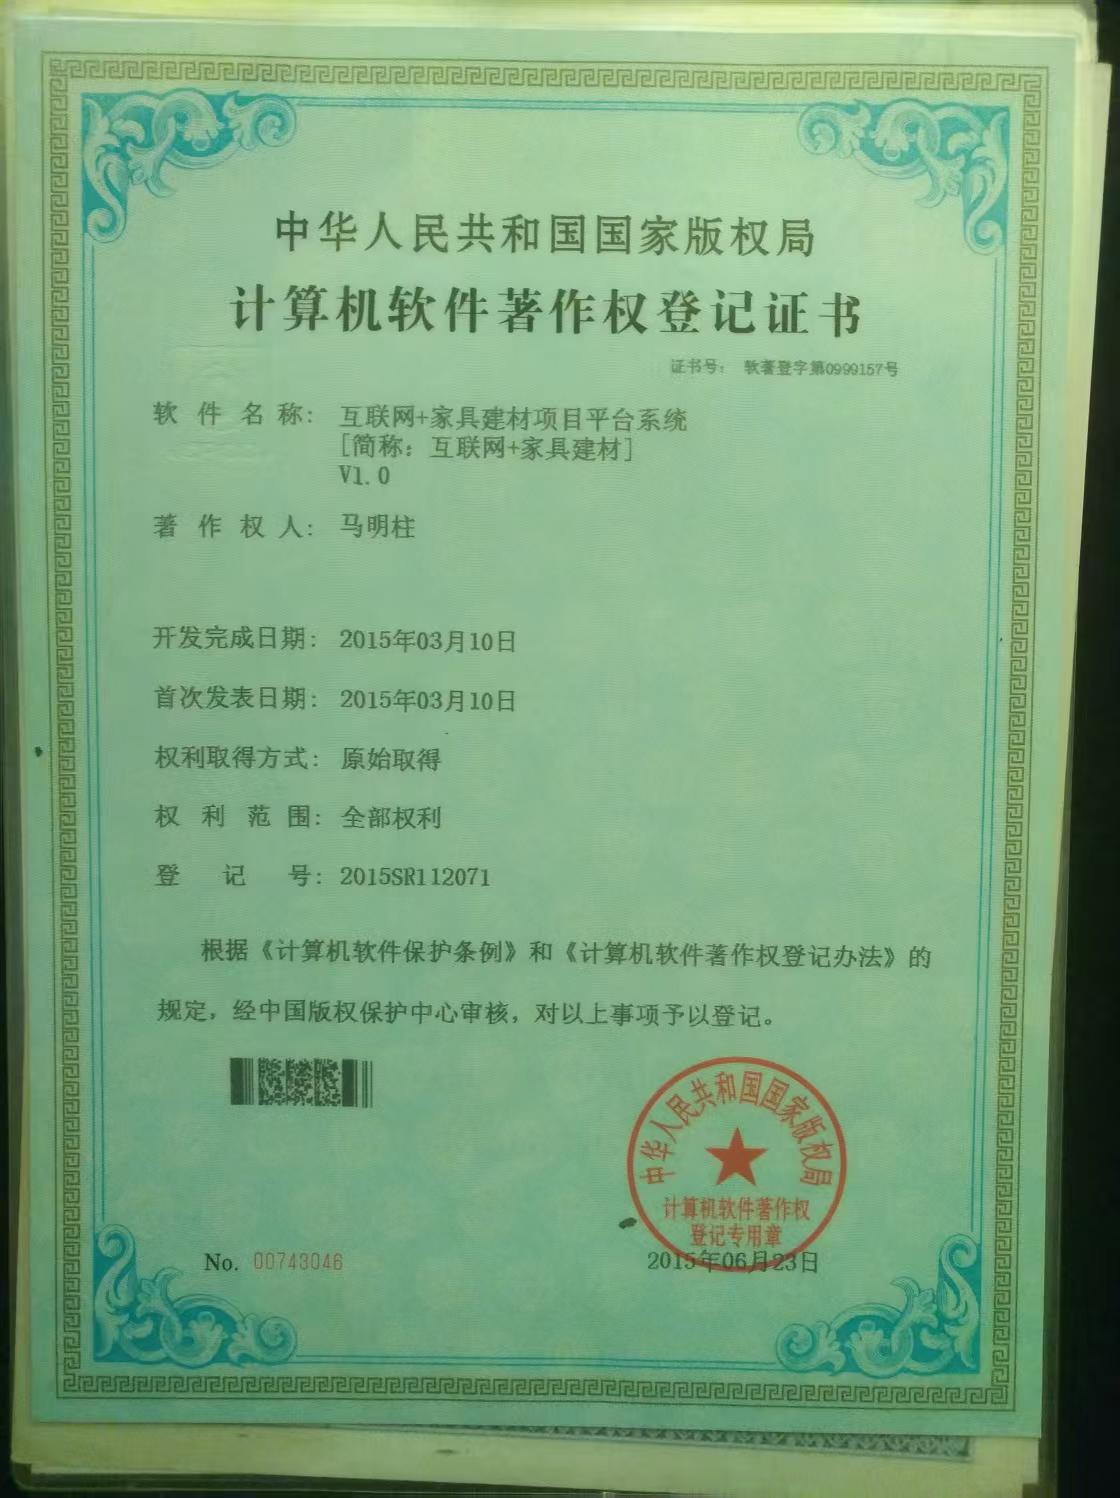 中华人民共和国国家版权局
计算机软件著作权登记证书
证书号： 软著登字第0999157号
软件名称： 互联网+家具建材项目平台系统
[简称：互联网+家具建材]
V1.0
著作权人： 马明柱
开发完成日期： 2015年03月10日
首次发表日期： 2015年03月10日
权利取得方式： 原始取得
权利范围： 全部权利
登记号： 2015SR112071
根据《计算机软件保护条例》和《计算机软件著作权登记办法》的
规定，经中国版权保护中心审核，对以上事项予以登记。
中华人民共和国国家版权局
计算机软件著作权
登记专用章
No. 00743046
2015年06月23日